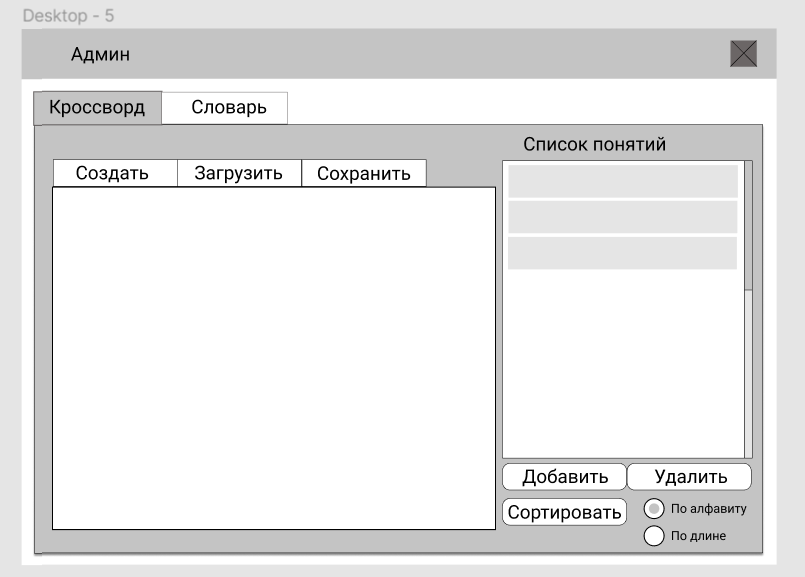 Desktop - 5
Админ
Кроссворд Словарь
Список понятий
Создать Загрузить Сохранить
Добавить Удалить
Сортировать По алфавиту
По длине